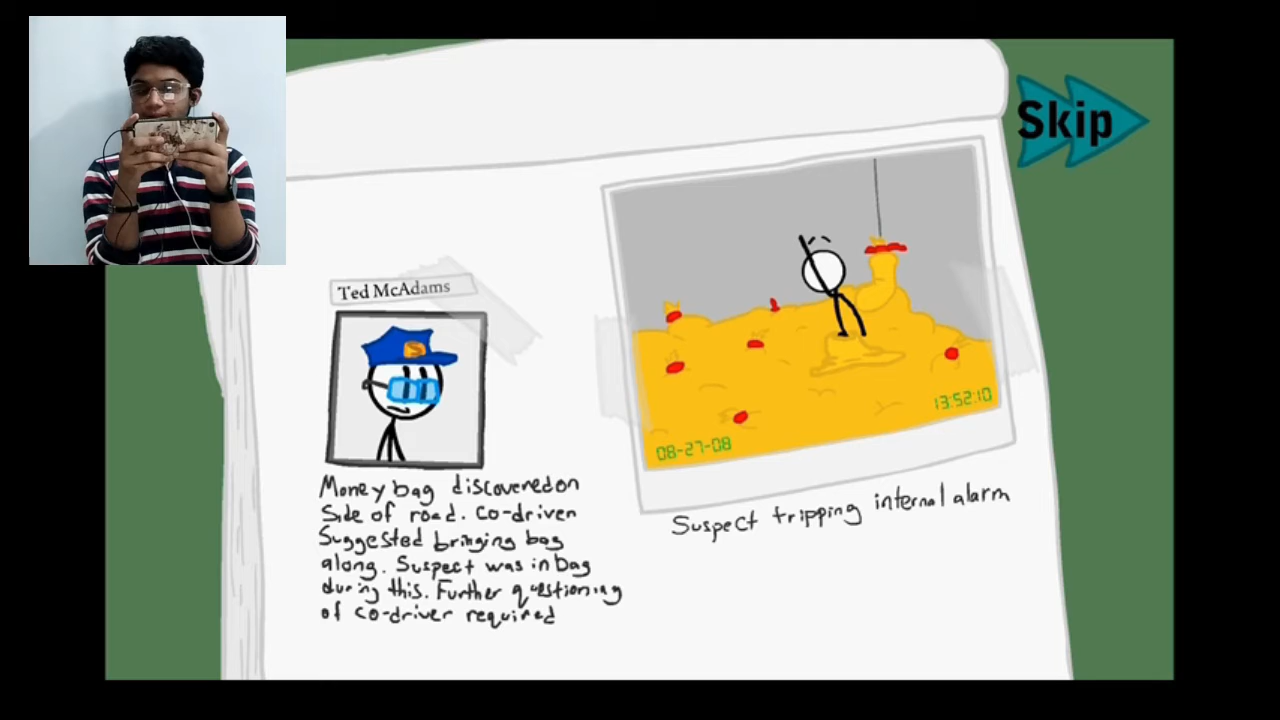 Skip
Ted McAdams
Money bag discovered on
Side of road. Co-driven
Suggested bringing bag
along. Suspect was in bag
during this. Further questioning
of co-driver required
13:52:10
08-27-08
Suspect tripping internal alarm